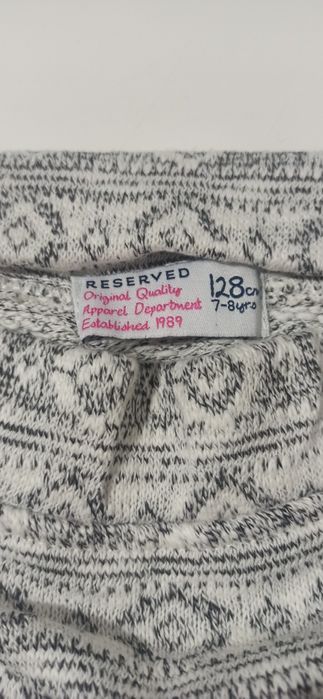 RESERVED
Original Quality
Apparel Department
Established 1989
128cm
7-8yrs